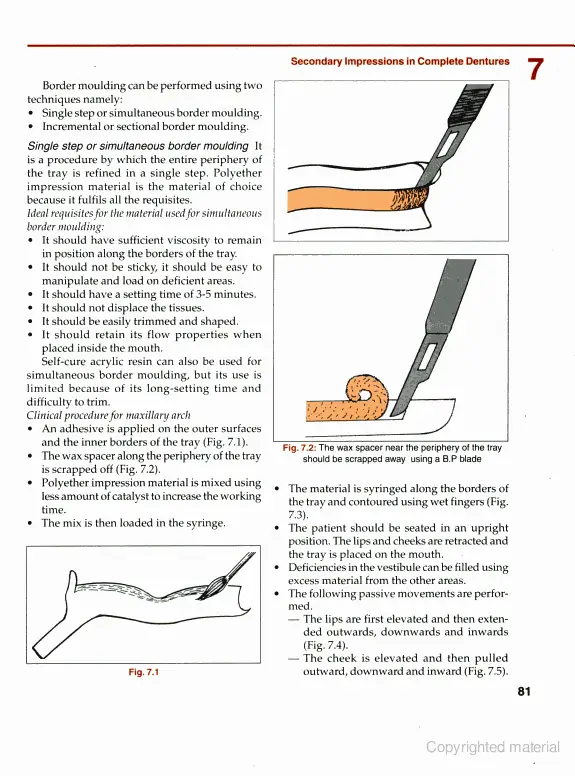 Secondary Impressions in Complete Dentures
7
Border moulding can be performed using two
techniques namely:
• Single step or simultaneous border moulding.
• Incremental or sectional border moulding.
Single step or simultaneous border moulding It
is a procedure by which the entire periphery of
the tray is refined in a single step. Polyether
impression material is the material of choice
because it fulfils all the requisites.
Ideal requisites for the material used for simultaneous
border moulding:
• It should have sufficient viscosity to remain
in position along the borders of the tray.
• It should not be sticky, it should be easy to
manipulate and load on deficient areas.
• It should have a setting time of 3-5 minutes.
• It should not displace the tissues.
• It should be easily trimmed and shaped.
• It should retain its flow properties when
placed inside the mouth.
Self-cure acrylic resin can also be used for
simultaneous border moulding, but its use is
limited because of its long-setting time and
difficulty to trim.
Clinical procedure for maxillary arch
• An adhesive is applied on the outer surfaces
and the inner borders of the tray (Fig. 7.1).
• The wax spacer along the periphery of the tray
is scrapped off (Fig. 7.2).
• Polyether impression material is mixed using
less amount of catalyst to increase the working
time.
• The mix is then loaded in the syringe.
Fig. 7.1
Fig. 7.2: The wax spacer near the periphery of the tray
should be scrapped away using a B.P blade
• The material is syringed along the borders of
the tray and contoured using wet fingers (Fig.
7.3).
• The patient should be seated in an upright
position. The lips and cheeks are retracted and
the tray is placed on the mouth.
• Deficiencies in the vestibule can be filled using
excess material from the other areas.
• The following passive movements are perfor-
med.
— The lips are first elevated and then exten-
ded outwards, downwards and inwards
(Fig. 7.4).
— The cheek is elevated and then pulled
outward, downward and inward (Fig. 7.5).
81
Copyrighted material